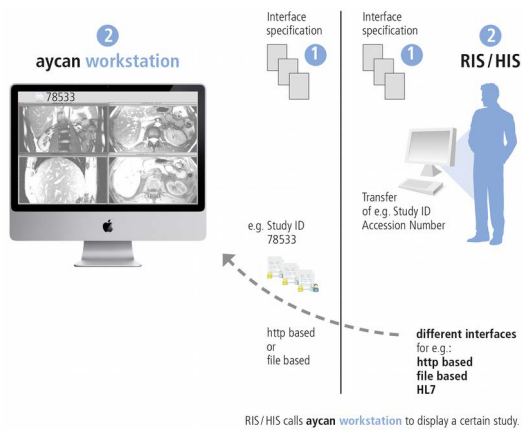 2
aycan workstation
78533
Interface
specification
1
e.g. Study ID
78533
http based
or
file based
Interface
specification
1
2
RIS/HIS
Transfer
of e.g. Study ID
Accession Number
different interfaces
for e.g.:
http based
file based
HL7
RIS/HIS calls aycan workstation to display a certain study.